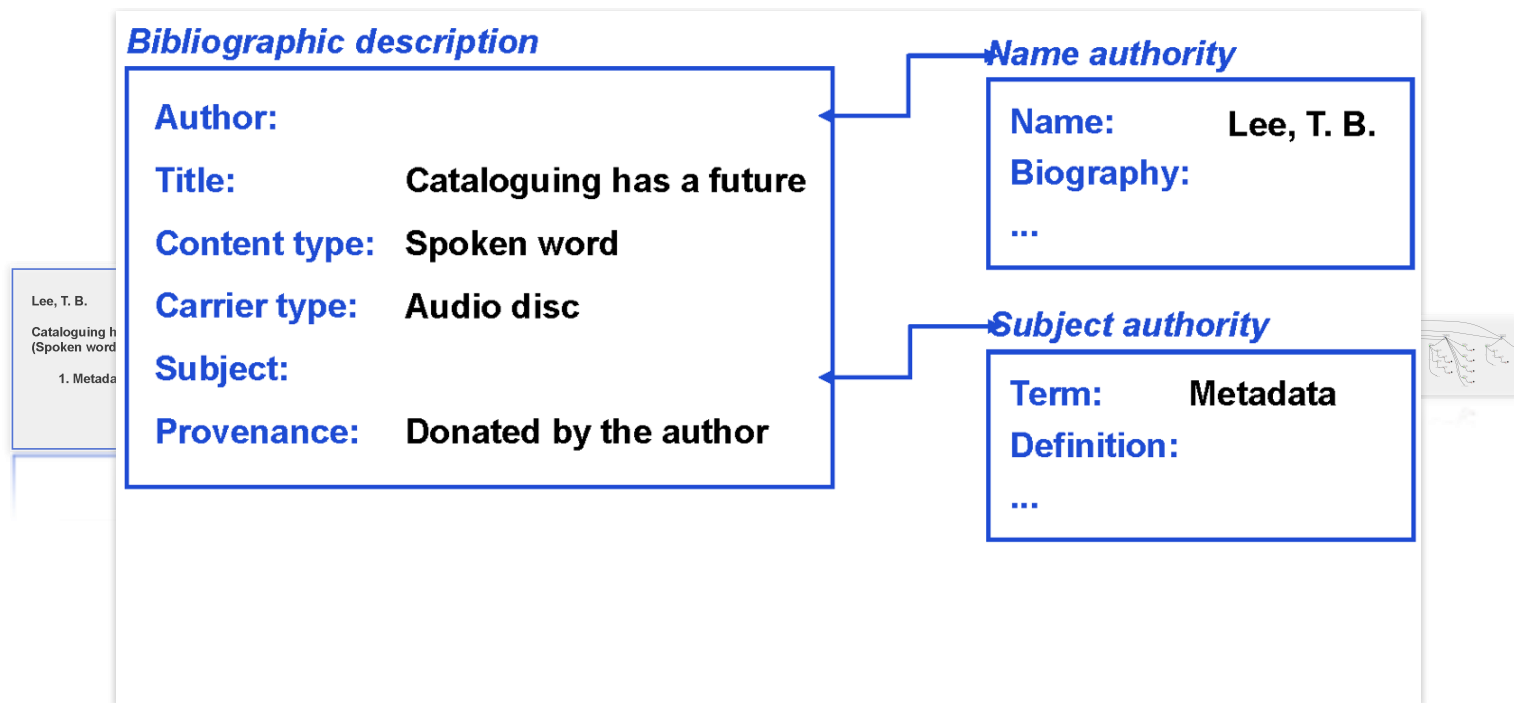 Bibliographic description
Author:
Title: Cataloguing has a future
Content type: Spoken word
Carrier type: Audio disc
Subject:
Provenance: Donated by the author
Name authority
Name: Lee, T. B.
Biography:
...
Subject authority
Term: Metadata
Definition:
...
Lee, T. B.
Cataloguing h
(Spoken word
1. Metada